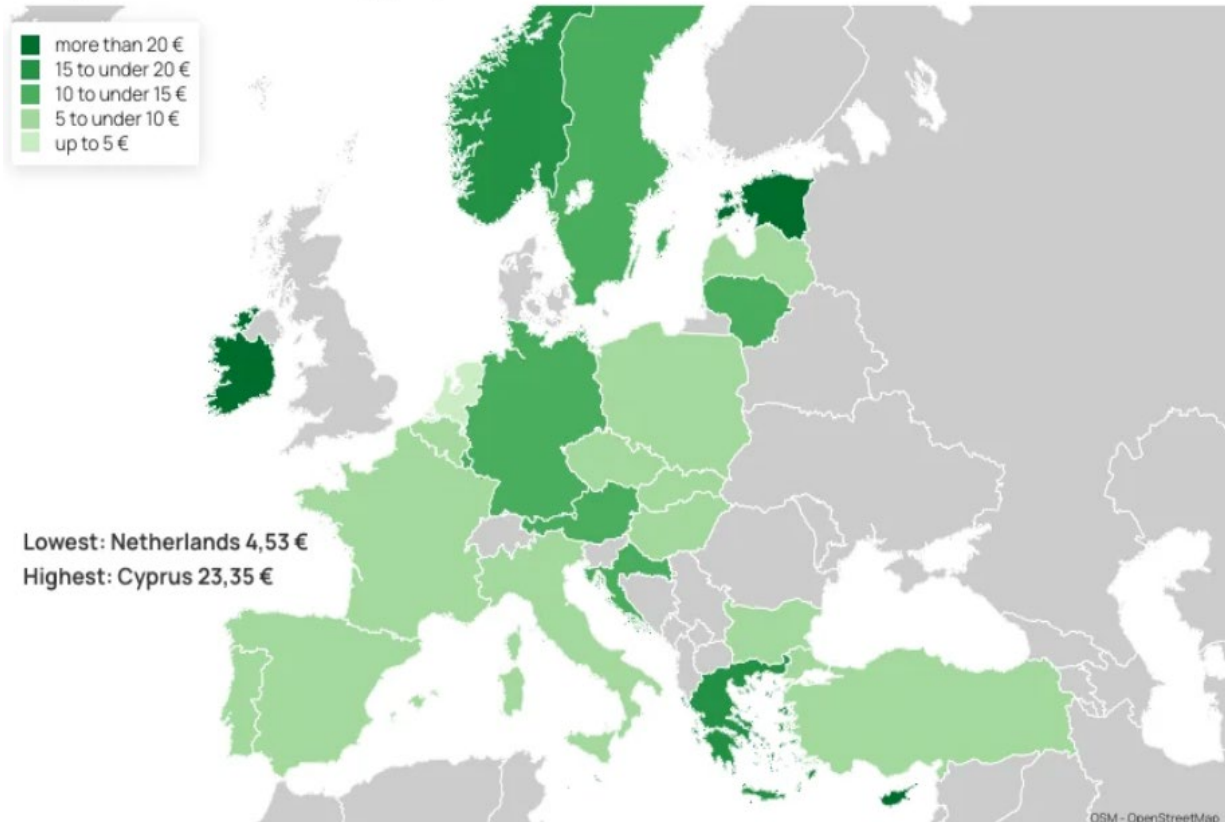 more than 20 €
15 to under 20 €
10 to under 15 €
5 to under 10 €
up to 5 €
Lowest: Netherlands 4,53 €
Highest: Cyprus 23,35 €
OSM - OpenStreetMap